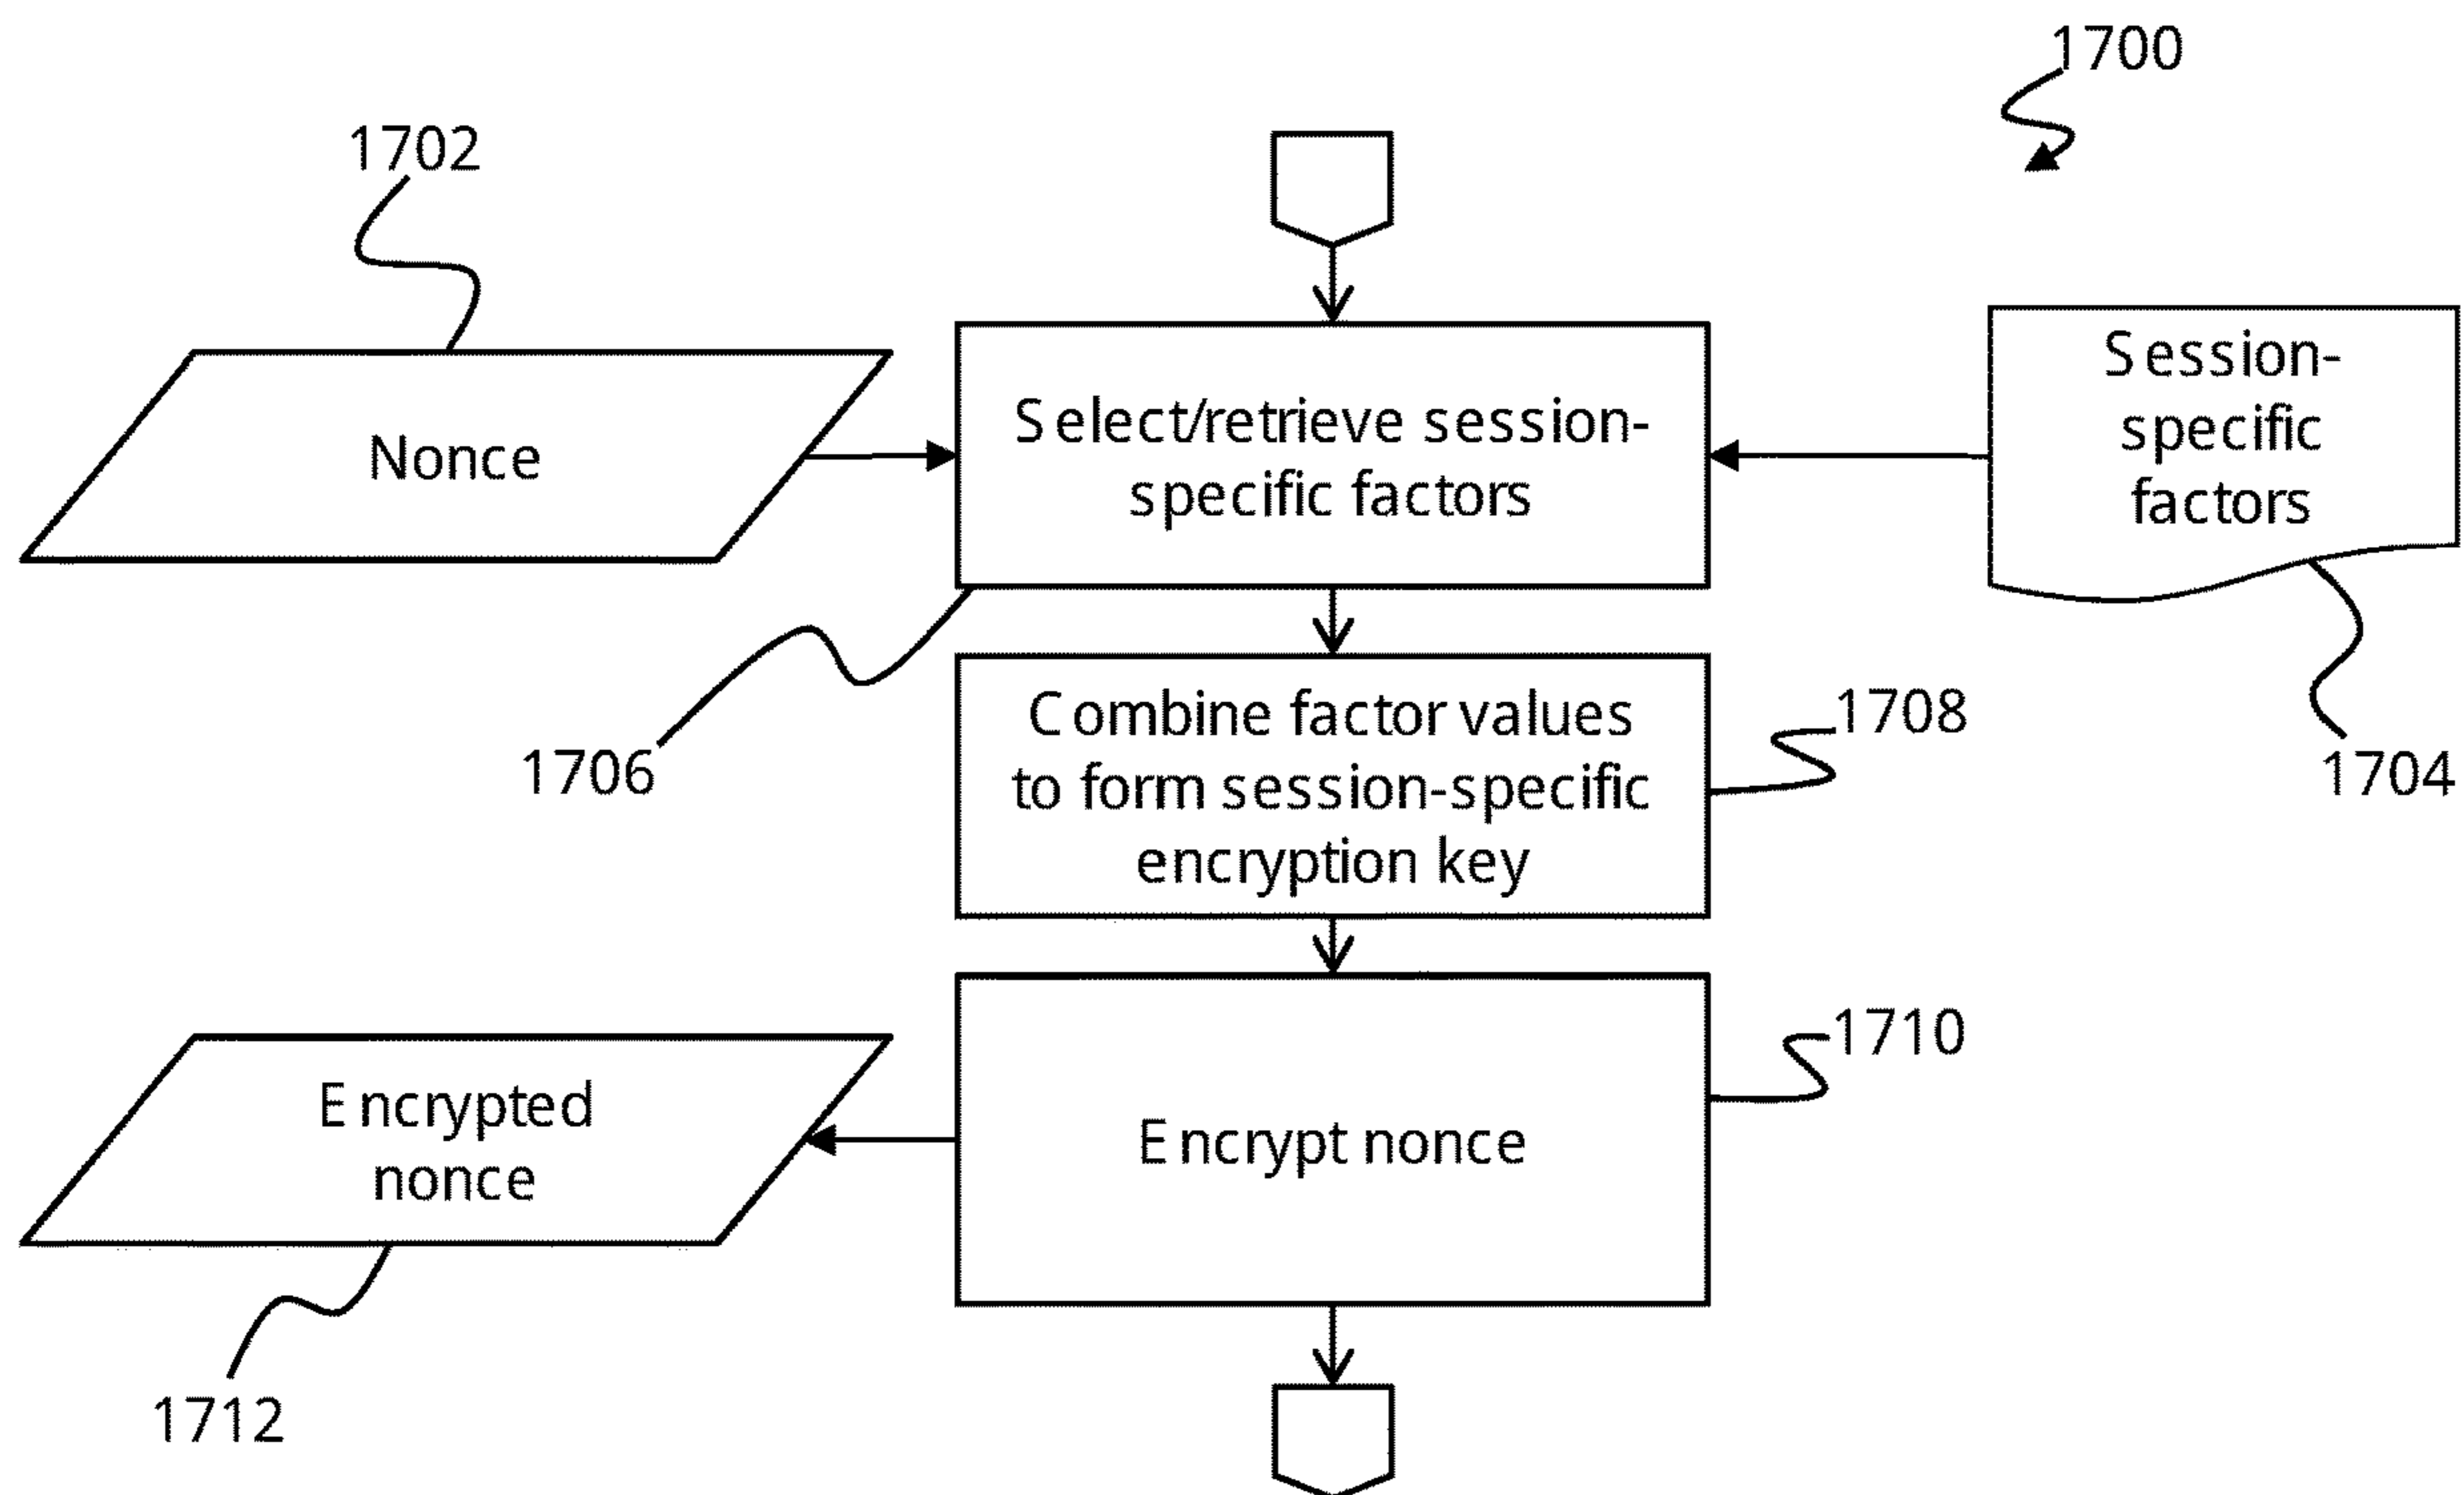 1700
1702
Nonce
Select/retrieve session-
specific factors
Session-
specific
factors
1706
Combine factor values
to form session-specific
encryption key
1708
1704
Encrypted
nonce
Encrypt nonce
1710
1712